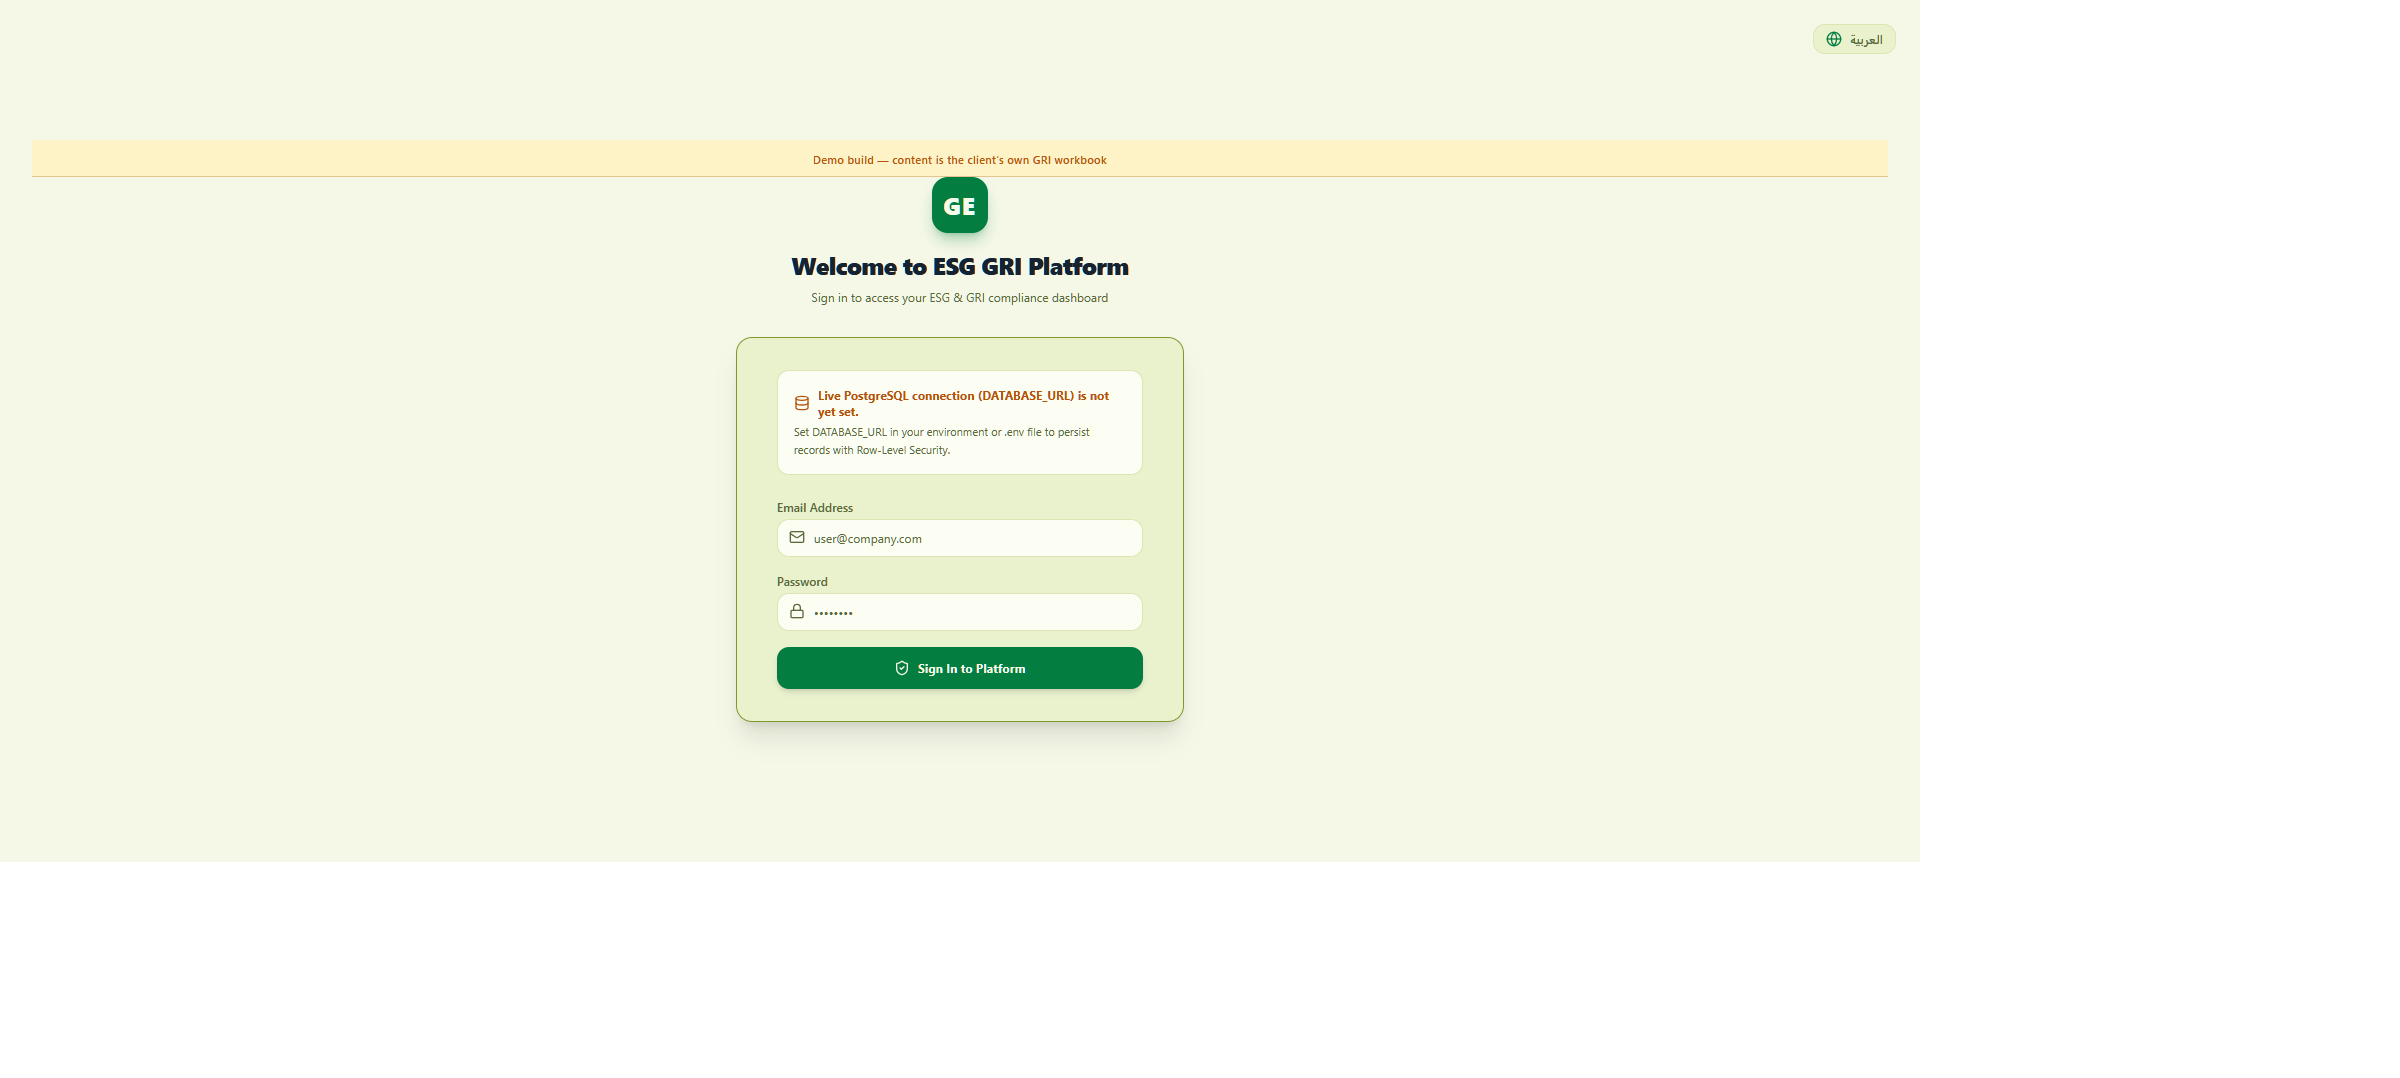 العربية
Demo build — content is the client's own GRI workbook
GE
Welcome to ESG GRI Platform
Sign in to access your ESG & GRI compliance dashboard
Live PostgreSQL connection (DATABASE_URL) is not
yet set.
Set DATABASE_URL in your environment or .env file to persist
records with Row-Level Security.
Email Address
user@company.com
Password
••••••••
Sign In to Platform